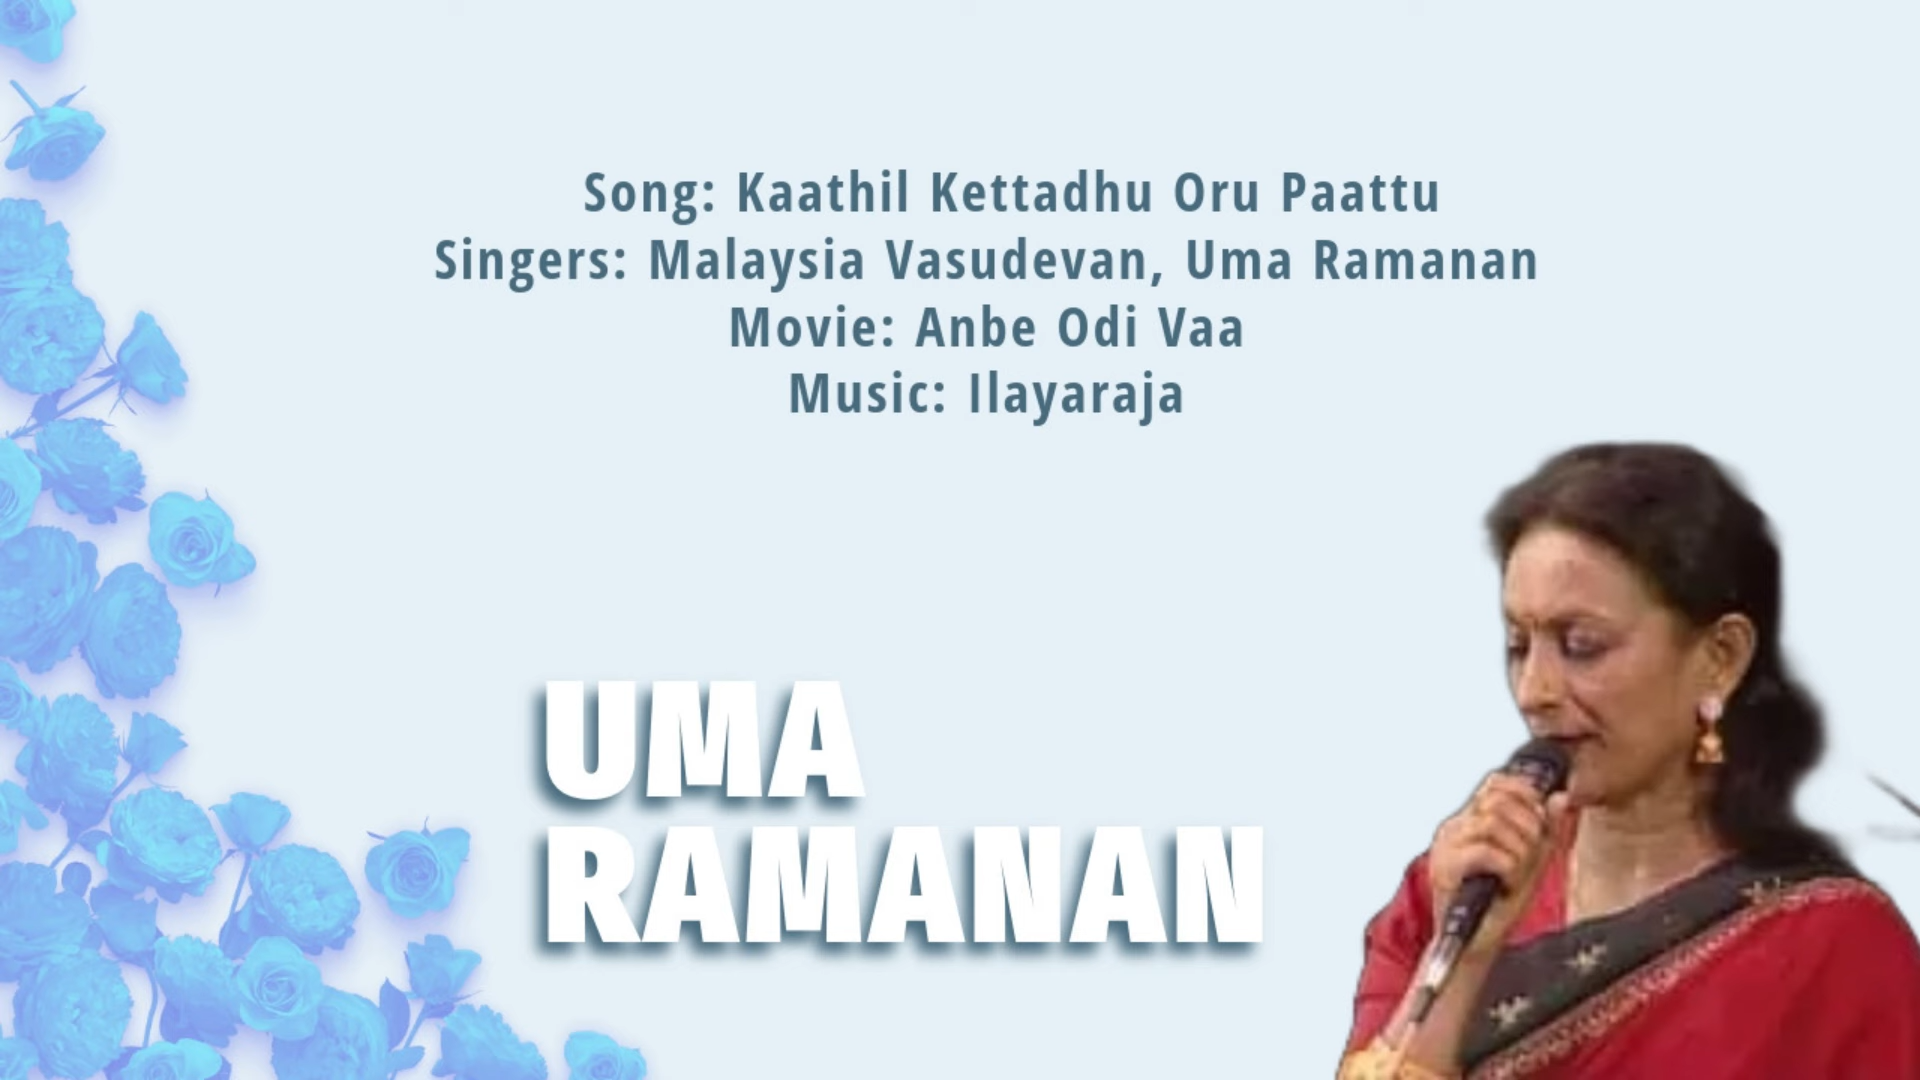 Song: Kaathil Kettadhu Oru Paattu
Singers: Malaysia Vasudevan, Uma Ramanan
Movie: Anbe Odi Vaa
Music: Ilayaraja
UMA
RAMANAN